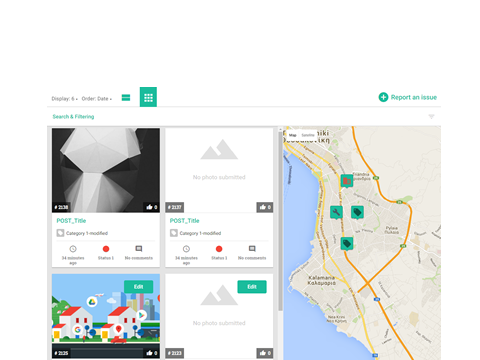 Display: 6
Order: Date
Report an issue
Search & Filtering
# 2138
0
No photo submitted
# 2137
0
POST_Title
Category 1-modified
54 minutes ago
Status 1
No comments
POST_Title
Category 1-modified
54 minutes ago
Status 1
No comments
Edit
# 2125
0
Edit
No photo submitted
# 2123
0
Map
Satellite
Pylaia
Πυλαία
Kalamaria
Καλαμαριά